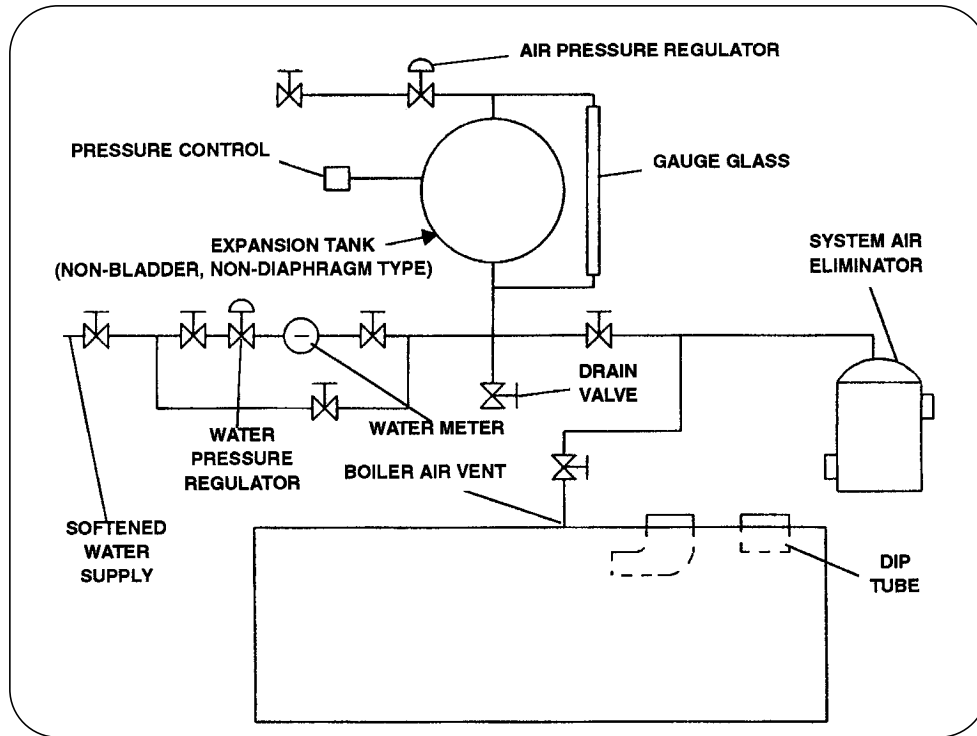 AIR PRESSURE REGULATOR
PRESSURE CONTROL
GAUGE GLASS
EXPANSION TANK
(NON-BLADDER, NON-DIAPHRAGM TYPE)
SYSTEM AIR
ELIMINATOR
DRAIN
VALVE
WATER
PRESSURE
REGULATOR
WATER METER
BOILER AIR VENT
SOFTENED
WATER
SUPPLY
DIP
TUBE